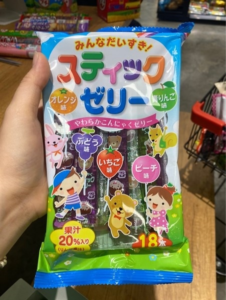 みんなだいすき!
スティック
ゼリー
オレンジ
味
青りんご
味
やわらかこんにゃくゼリー
ぶどう
味
いちご
味
ピーチ
味
果汁
20%入り
18本